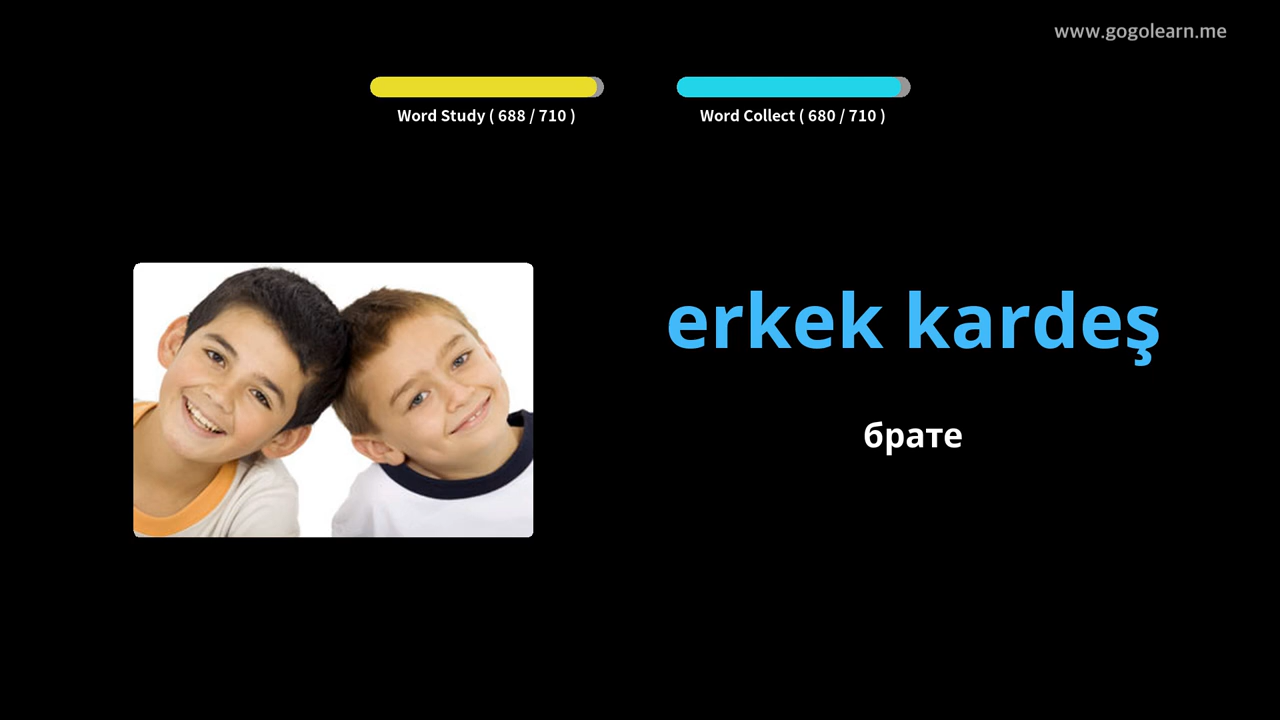 www.gogolearn.me
Word Study ( 688 / 710 )
Word Collect ( 680 / 710 )
erkek kardeş
брате